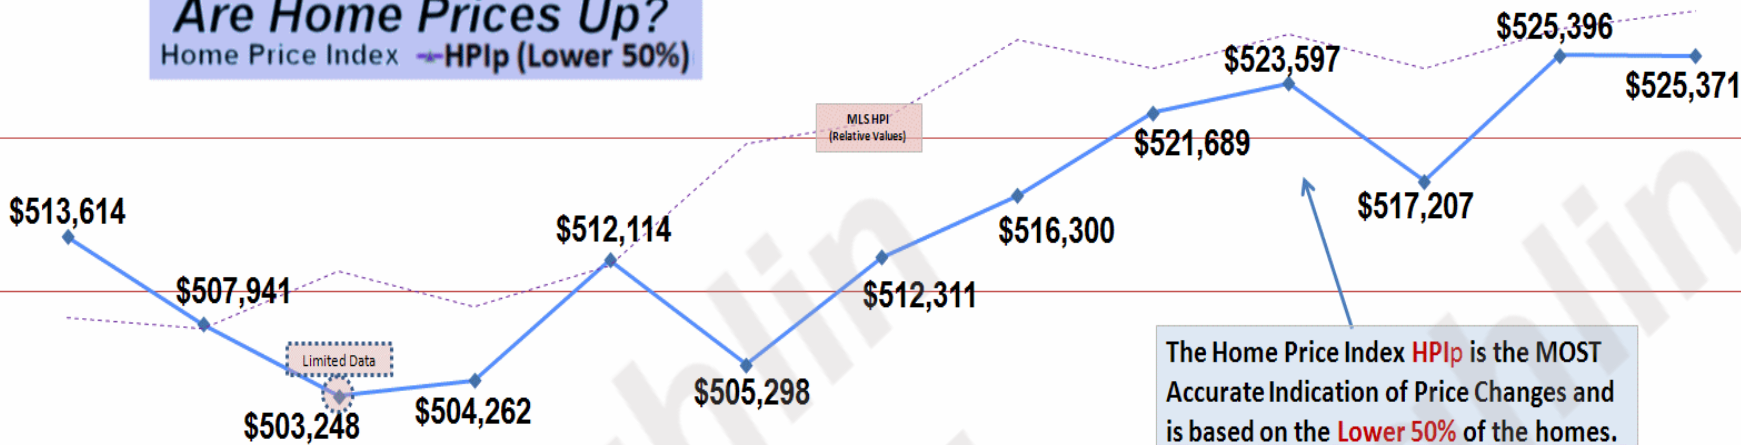 Are Home Prices Up?
Home Price Index HPIp (Lower 50%)
$525,396
$523,597
$525,371
MLS HPI
(Relative Values)
$521,689
$513,614
$517,207
$512,114
$516,300
$507,941
$512,311
Limited Data
$505,298
$504,262
$503,248
The Home Price Index HPIp is the MOST
Accurate Indication of Price Changes and
is based on the Lower 50% of the homes.